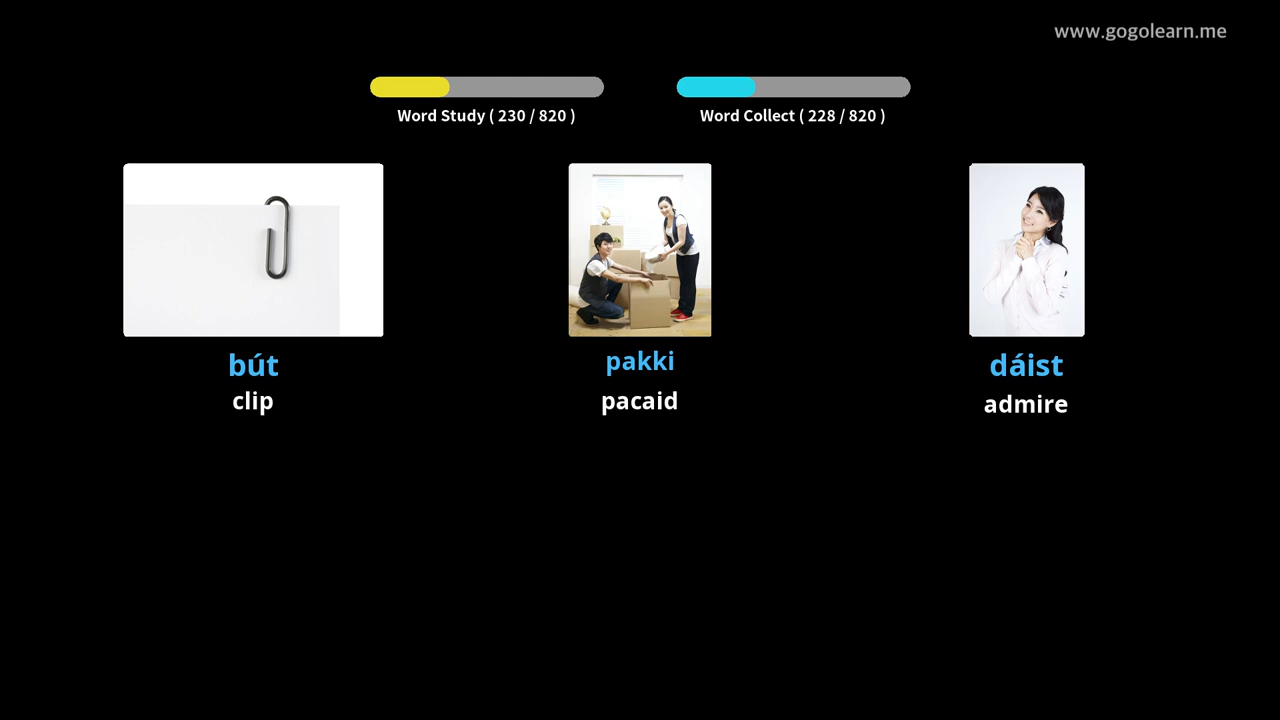 www.gogolearn.me
Word Study ( 230 / 820 )
Word Collect ( 228 / 820 )
bút
clip
pakki
pacaid
dáist
admire